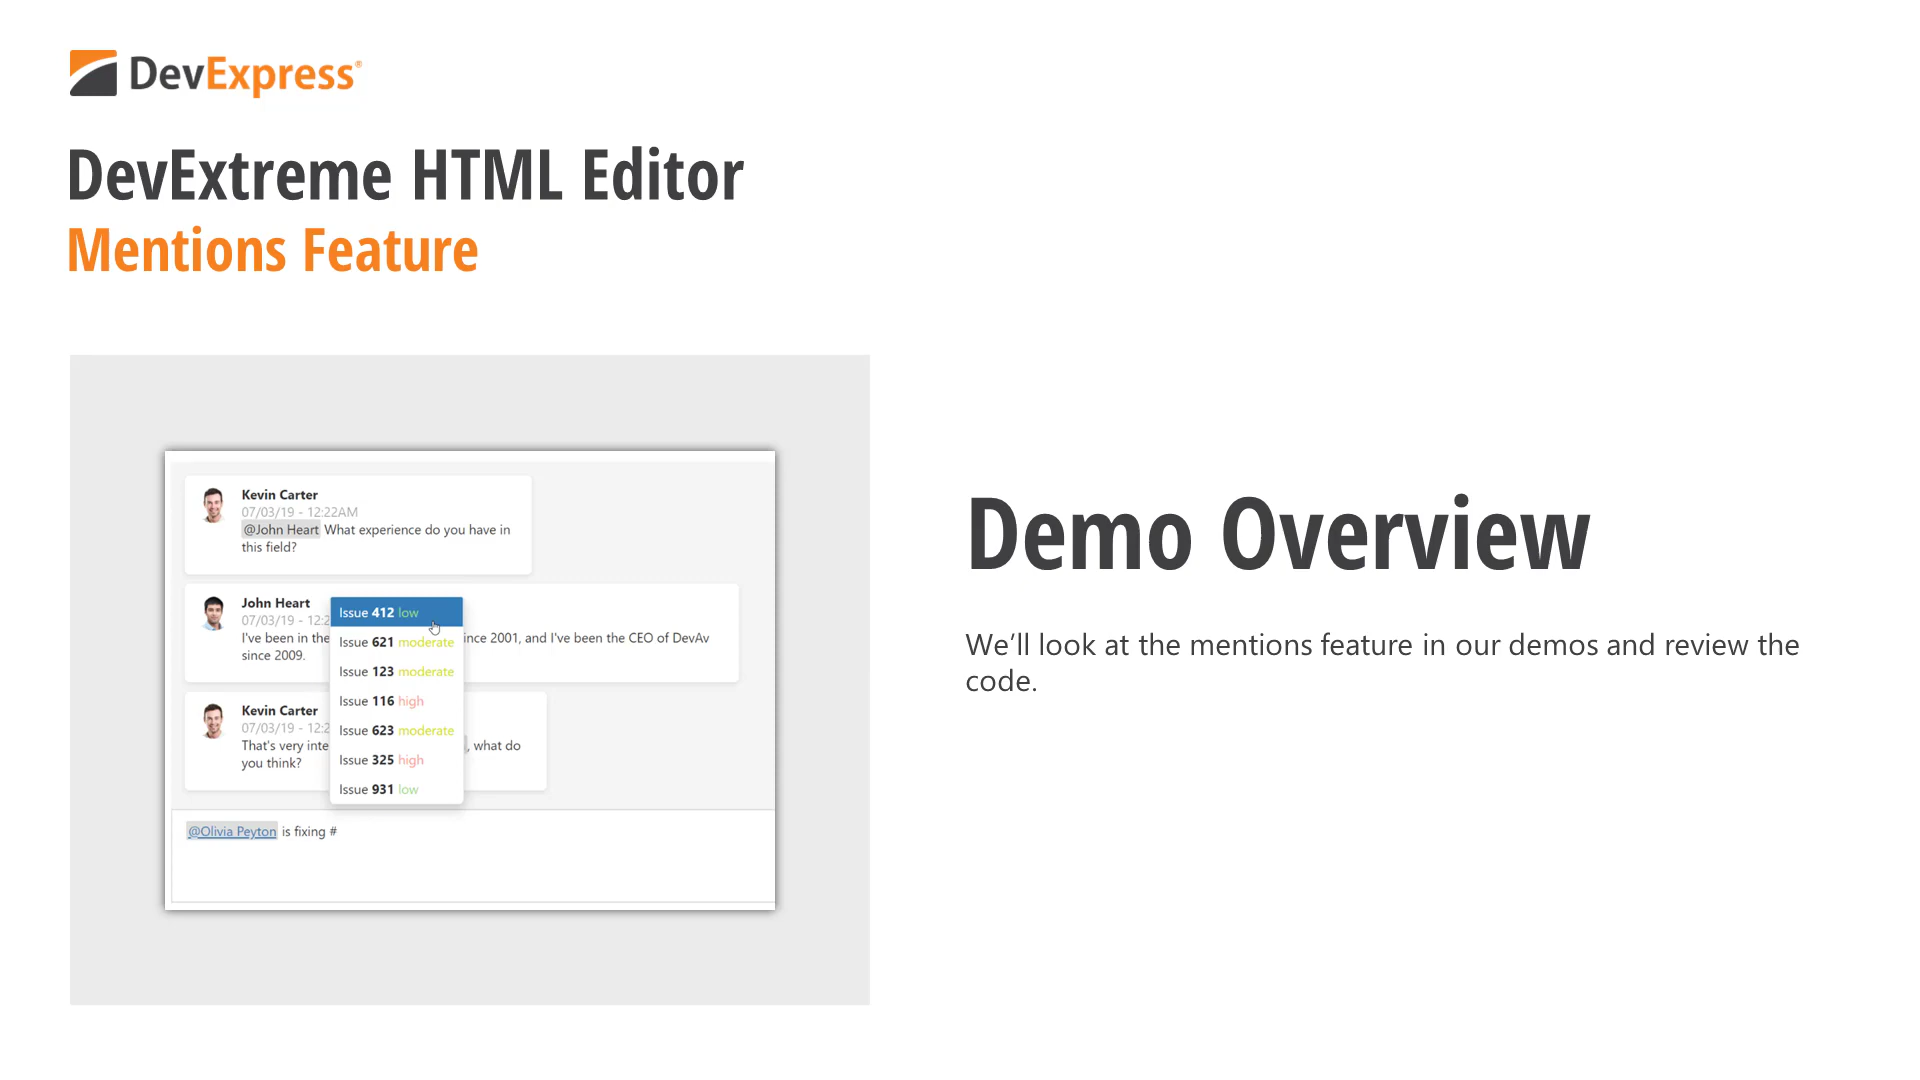 DevExpress®
DevExtreme HTML Editor
Mentions Feature
Kevin Carter
07/03/19 - 12:22AM
@John Heart What experience do you have in
this field?
John Heart
07/03/19 - 12:2
I've been in the ince 2001, and I've been the CEO of DevAv
since 2009.
Kevin Carter
07/03/19 - 12:2
That's very inte , what do
you think?
Issue 412 low
Issue 621 moderate
Issue 123 moderate
Issue 116 high
Issue 623 moderate
Issue 325 high
Issue 931 low
@Olivia Peyton is fixing #
Demo Overview
We’ll look at the mentions feature in our demos and review the
code.